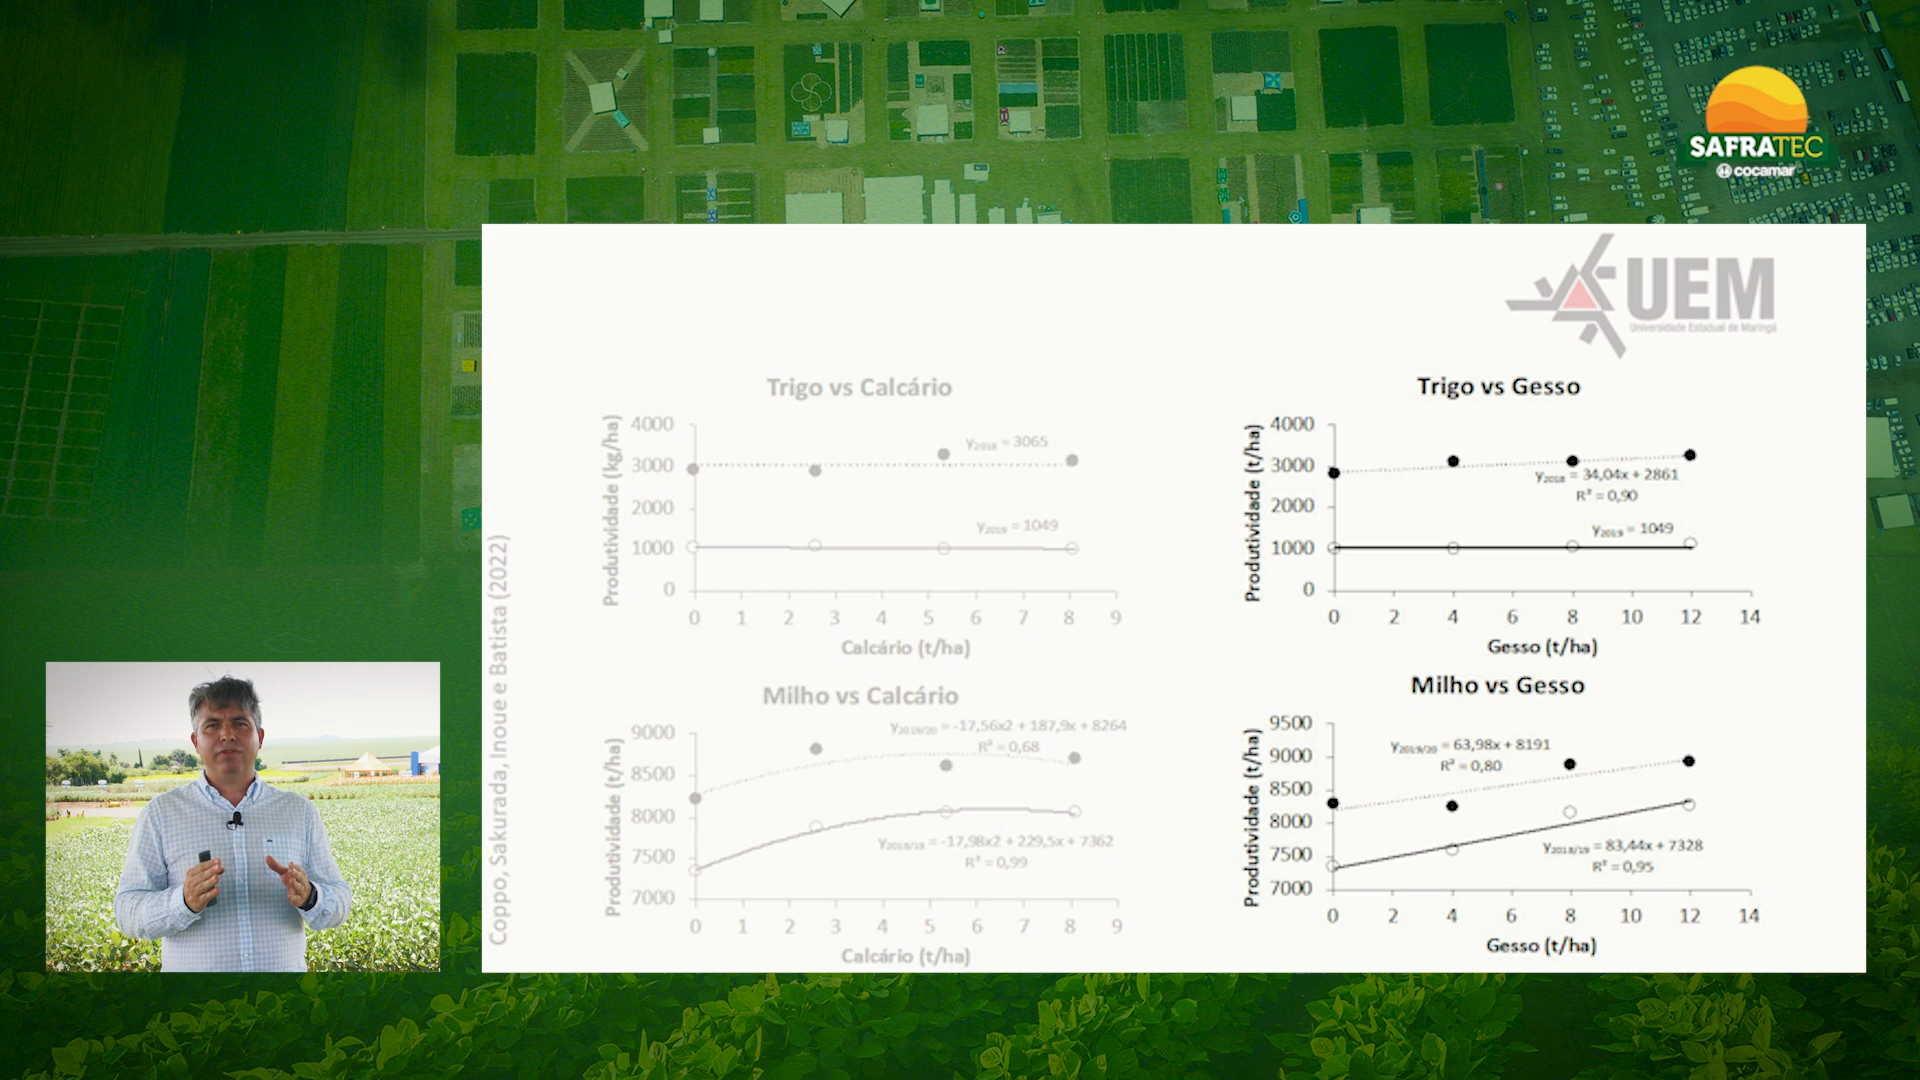 SAFRATEC
cocamar
UEM
Universidade Estadual de Maringá
Coppo, Sakurada, Inoue e Batista (2022)
Trigo vs Calcário
Produtividade (kg/ha)
4000
3000
2000
1000
0
y2018 = 3065
y2019 = 1049
0 1 2 3 4 5 6 7 8 9
Calcário (t/ha)
Trigo vs Gesso
Produtividade (t/ha)
4000
3000
2000
1000
0
y2018 = 34,04x + 2861
R² = 0,90
y2019 = 1049
0 2 4 6 8 10 12 14
Gesso (t/ha)
Milho vs Calcário
Produtividade (t/ha)
9000
8500
8000
7500
7000
y2019/20 = -17,56x2 + 187,9x + 8264
R² = 0,68
y2018/19 = -17,98x2 + 229,5x + 7362
R² = 0,99
0 1 2 3 4 5 6 7 8 9
Calcário (t/ha)
Milho vs Gesso
Produtividade (t/ha)
9500
9000
8500
8000
7500
7000
y2019/20 = 63,98x + 8191
R² = 0,80
y2018/19 = 83,44x + 7328
R² = 0,95
0 2 4 6 8 10 12 14
Gesso (t/ha)